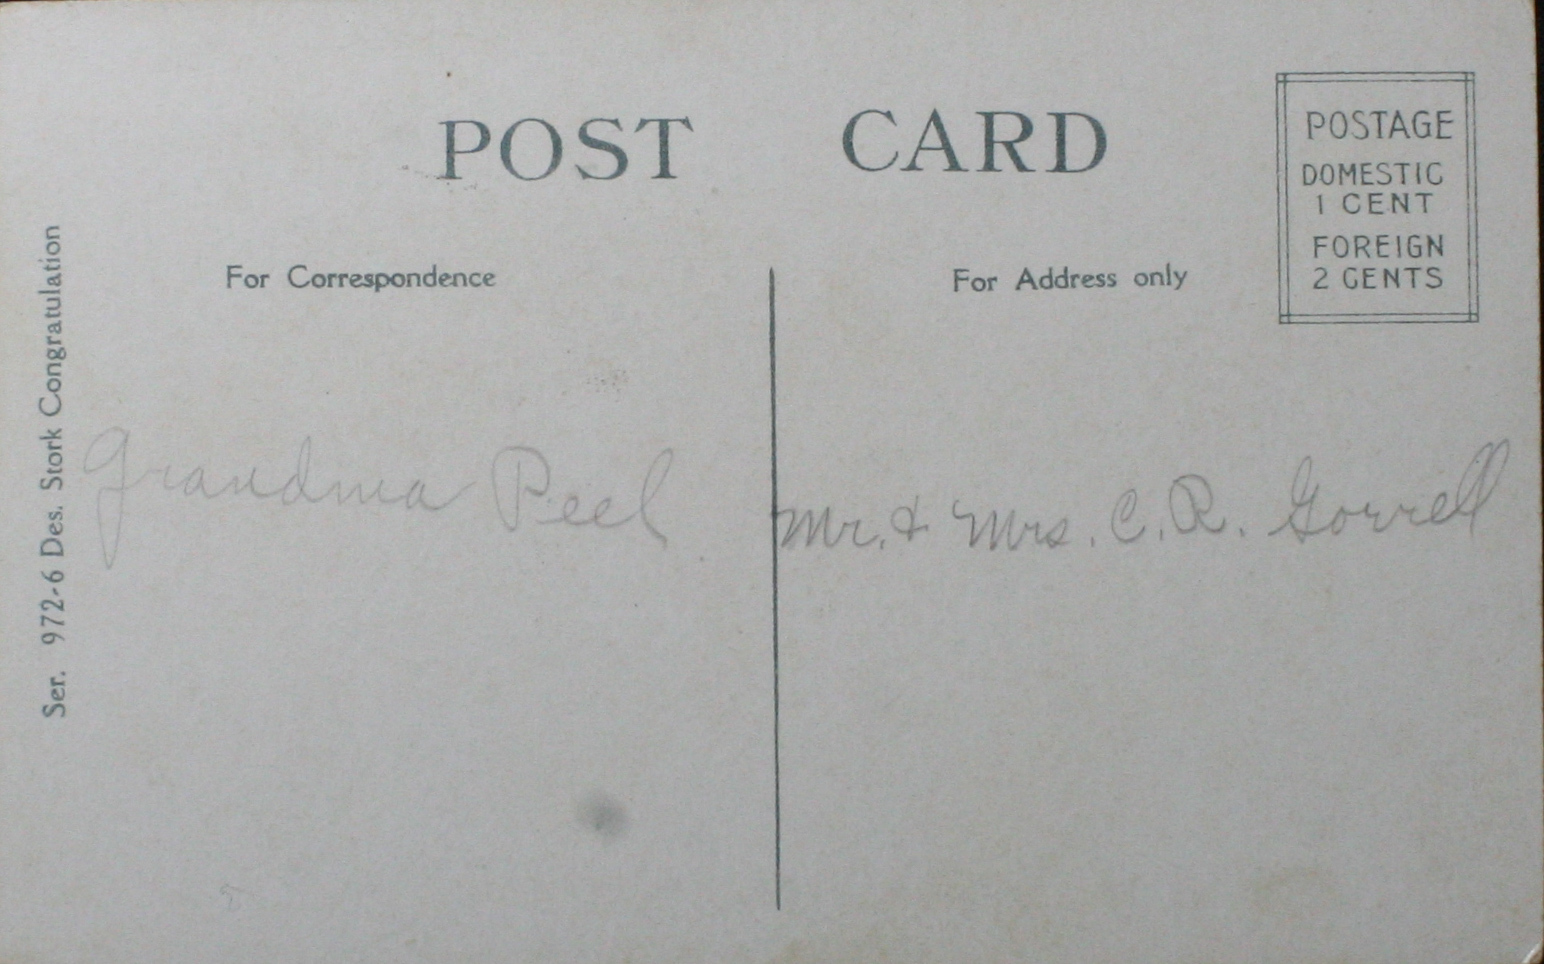 POST CARD
POSTAGE
DOMESTIC
1 CENT
FOREIGN
2 CENTS
For Correspondence
For Address only
Ser. 972-6 Des. Stork Congratulation
Grandma Peel
Mr. & Mrs. C. R. Gorrell